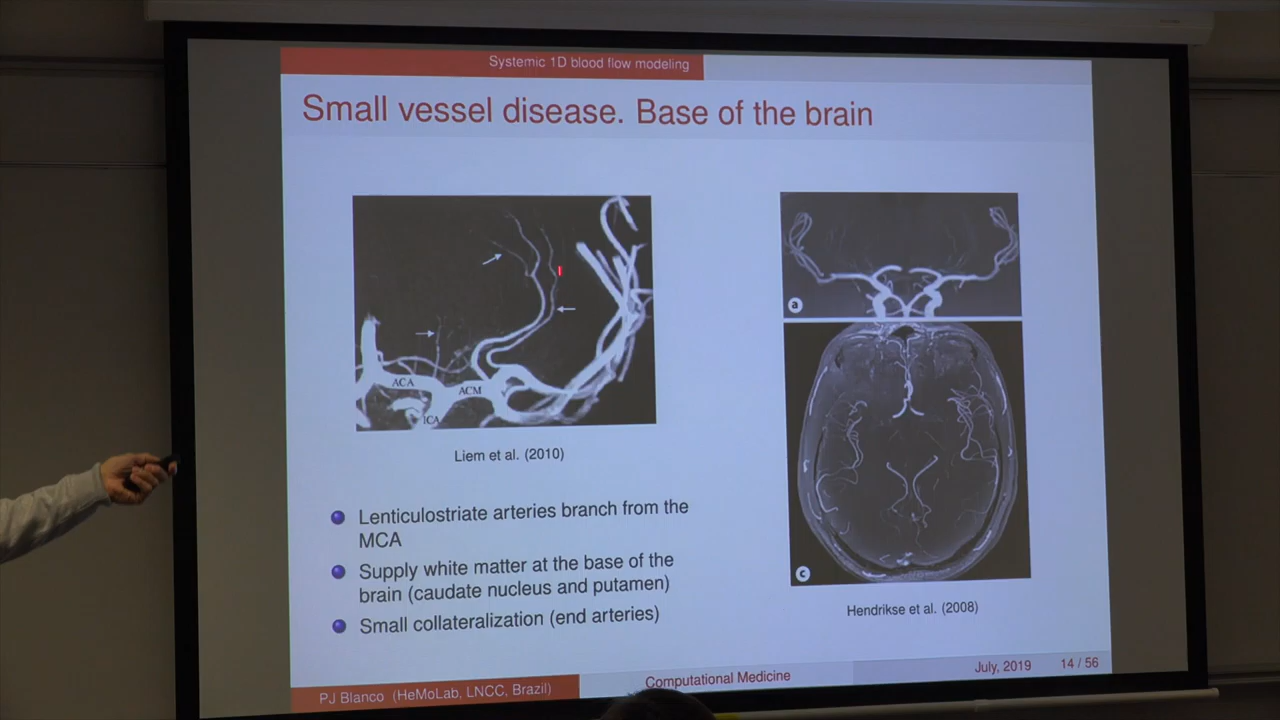 Systemic 1D blood flow modeling
Small vessel disease. Base of the brain
ACA
ACM
ICA
Liem et al. (2010)
a
c
Hendrikse et al. (2008)
Lenticulostriate arteries branch from the
MCA
Supply white matter at the base of the
brain (caudate nucleus and putamen)
Small collateralization (end arteries)
PJ Blanco (HeMoLab, LNCC, Brazil)
Computational Medicine
July, 2019
14 / 56